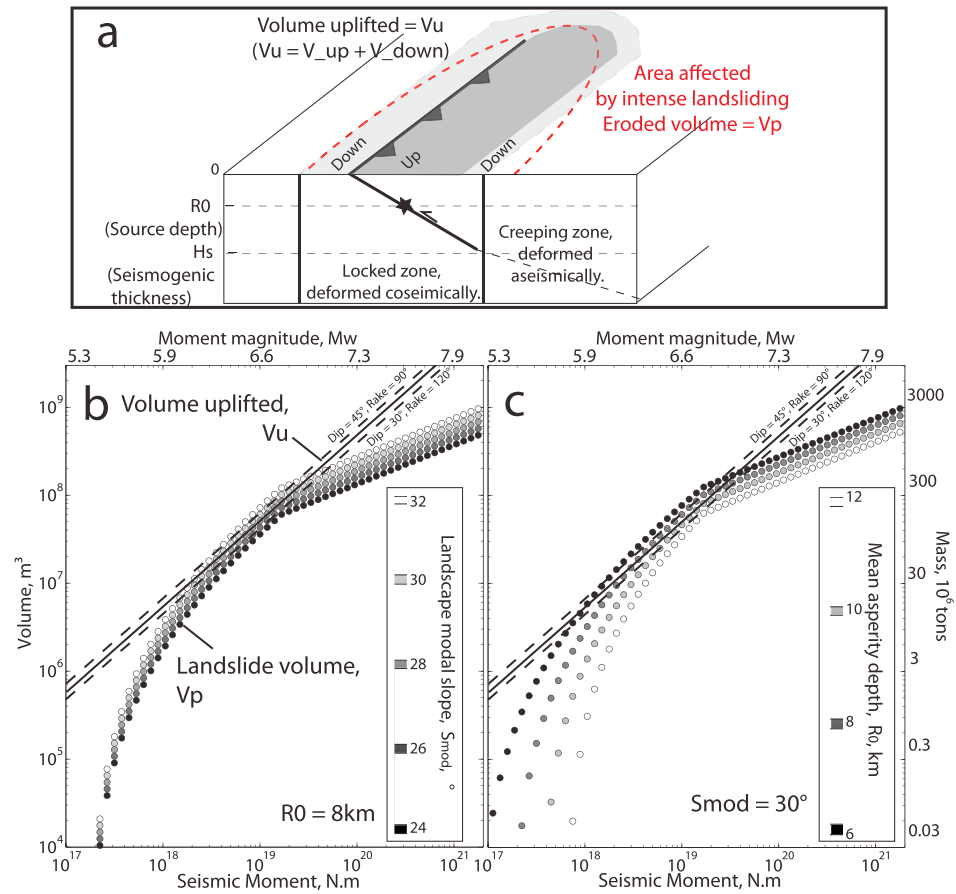 a
Volume uplifted = Vu
(Vu = V_up + V_down)
Area affected
by intense landsliding
Eroded volume = Vp
Down
Up
Down
0
R0
(Source depth)
Hs
(Seismogenic
thickness)
Locked zone,
deformed coseimically.
Creeping zone,
deformed
aseismically.
Moment magnitude, Mw
5.3 5.9 6.6 7.3 7.9
b
Volume uplifted,
Vu
Dip = 45°, Rake = 90°
Dip = 30°, Rake = 120°
Landslide volume,
Vp
R0 = 8km
32
30
28
26
24
Landscape modal slope, Smod, °
Volume, m³
10⁹
10⁸
10⁷
10⁶
10⁵
10⁴
10¹⁷ 10¹⁸ 10¹⁹ 10²⁰ 10²¹
Seismic Moment, N.m
Moment magnitude, Mw
5.3 5.9 6.6 7.3 7.9
c
Dip = 45°, Rake = 90°
Dip = 30°, Rake = 120°
Smod = 30°
12
10
8
6
Mean asperity depth, R0, km
3000
300
30
3
0.3
0.03
Mass, 10⁶ tons
10¹⁸ 10¹⁹ 10²⁰ 10²¹
Seismic Moment, N.m